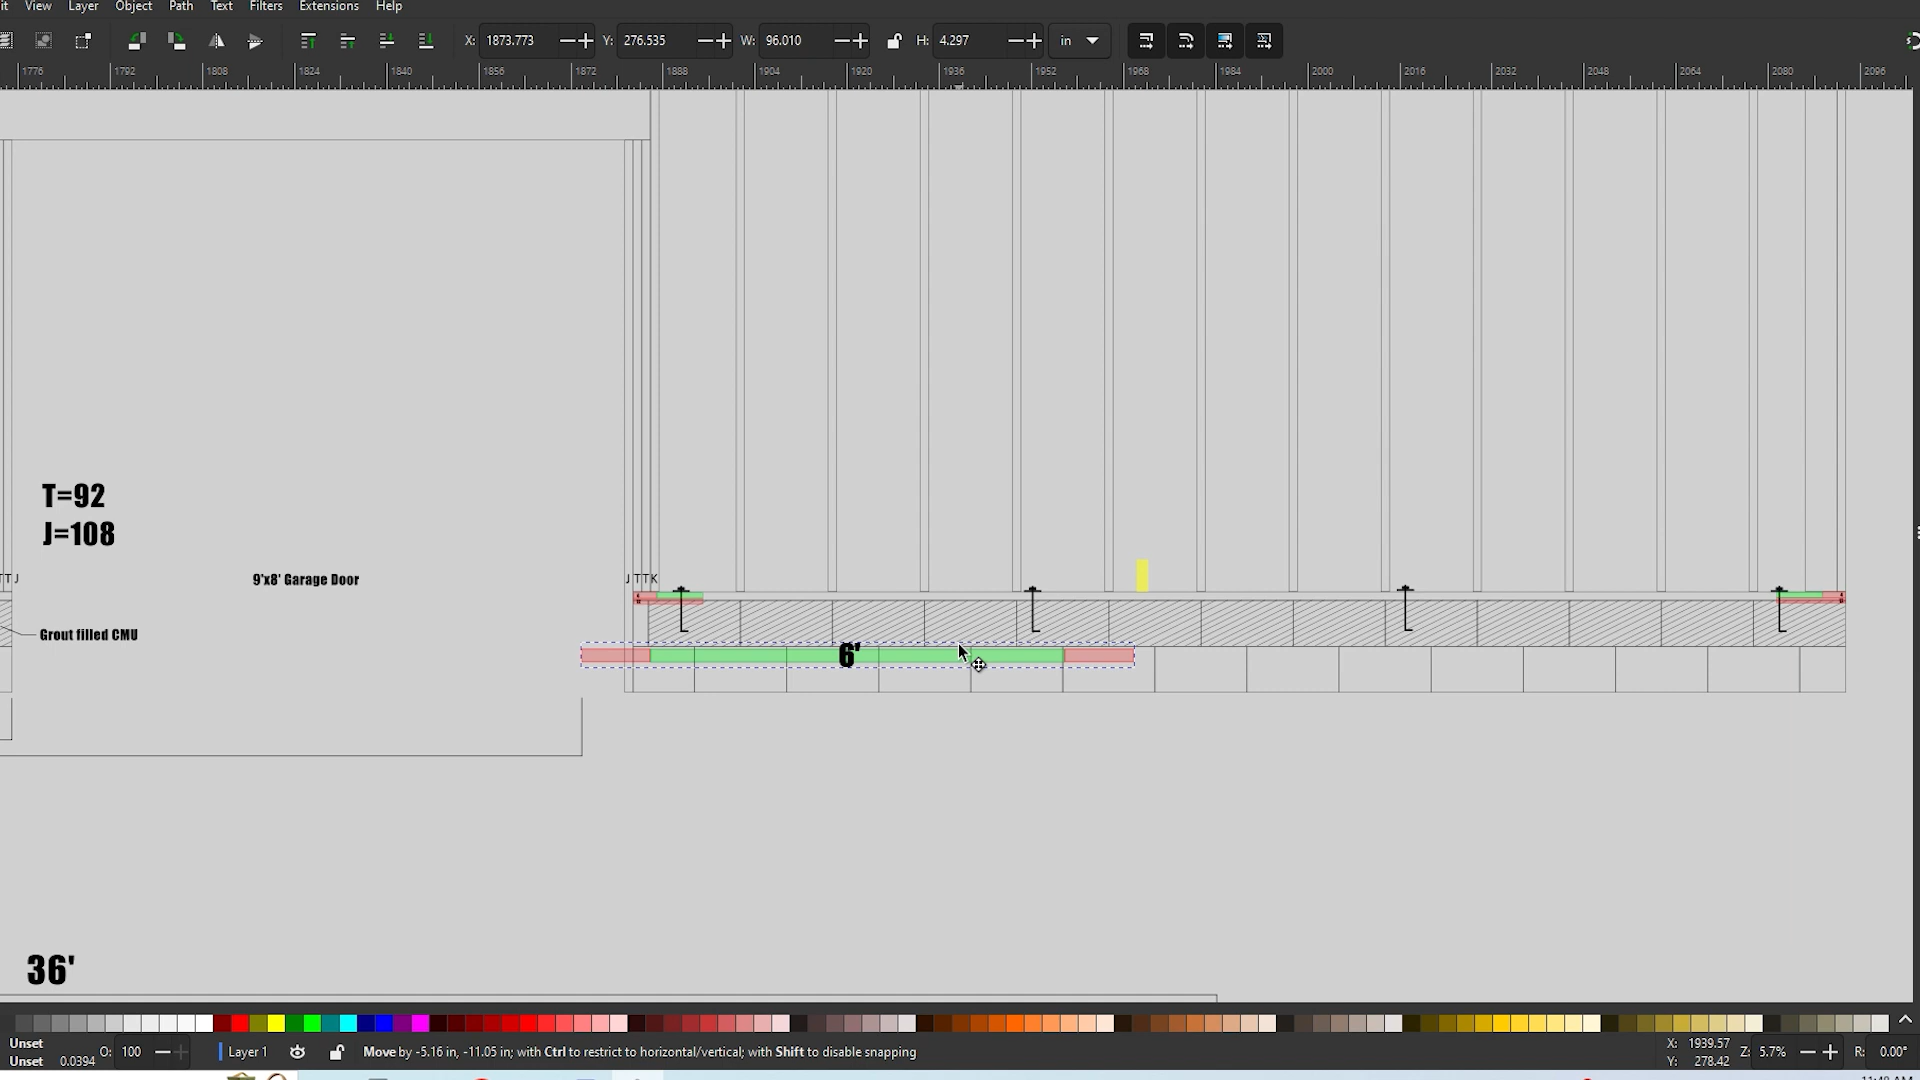 it View Layer Object Path Text Filters Extensions Help
X: 1873.773 Y: 276.535 W: 96.010 H: 4.297 in
1776 1792 1808 1824 1840 1856 1872 1888 1904 1920 1936 1952 1968 1984 2000 2016 2032 2048 2064 2080 2096
T=92
J=108
TTJ
9'x8' Garage Door
J TTK
Grout filled CMU
6'
36'
Unset
Unset 0.0394 O: 100 Layer 1 Move by -5.16 in, -11.05 in; with Ctrl to restrict to horizontal/vertical; with Shift to disable snapping
X: 1939.57
Y: 278.42 Z: 5.7% R: 0.00°